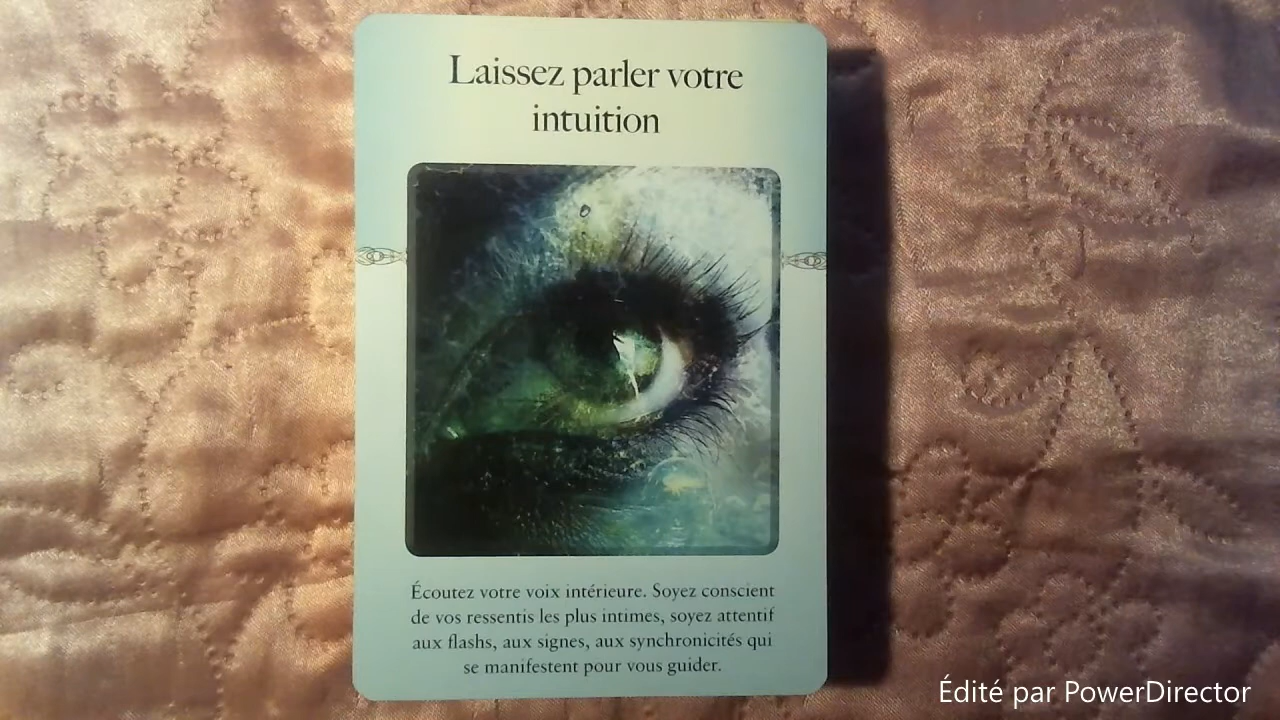 Laissez parler votre
intuition
Écoutez votre voix intérieure. Soyez conscient
de vos ressentis les plus intimes, soyez attentif
aux flashs, aux signes, aux synchronicités qui
se manifestent pour vous guider.
Édité par PowerDirector